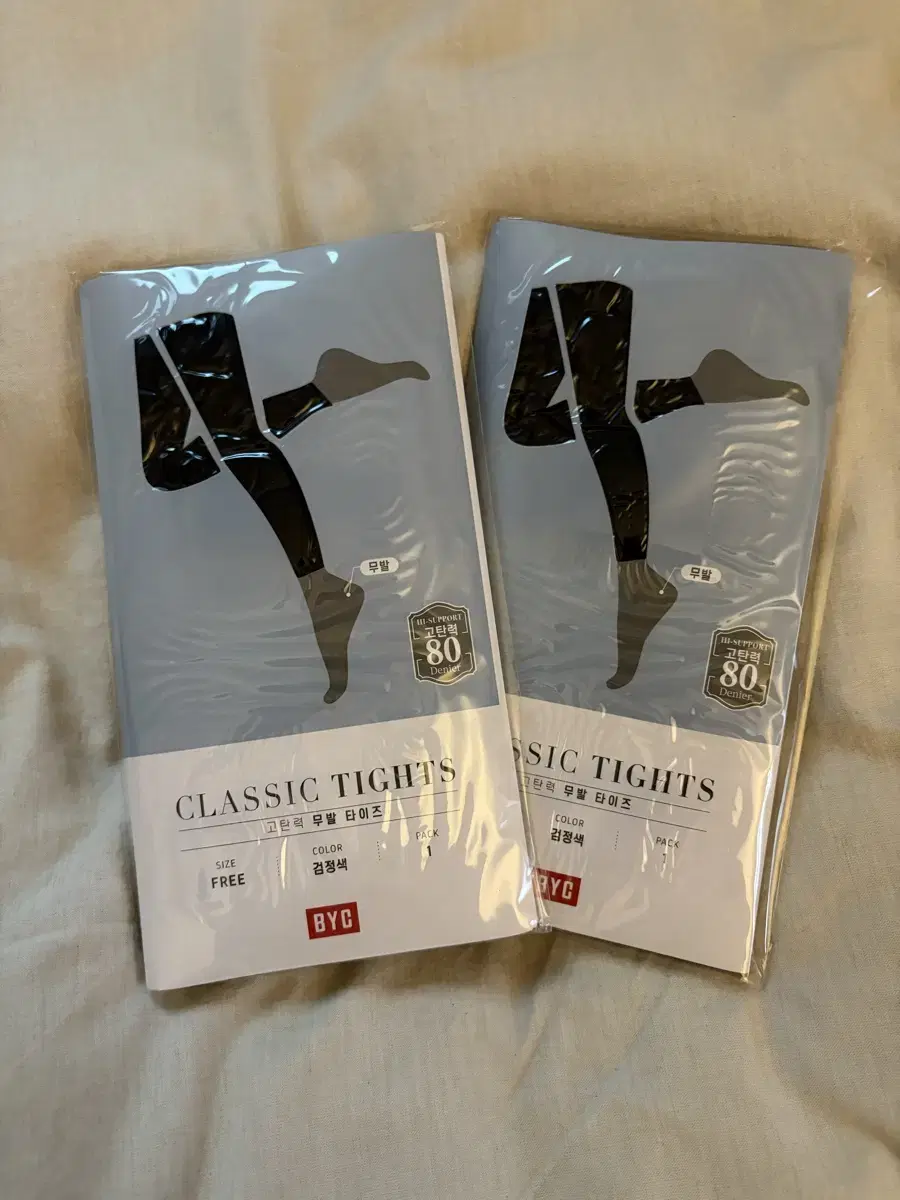 무발
HI-SUPPORT
고탄력
80
Denier
CLASSIC TIGHTS
고탄력 무발 타이즈
SIZE
FREE
COLOR
검정색
PACK
1
BYC
무발
HI-SUPPORT
고탄력
80
Denier
SSIC TIGHTS
고탄력 무발 타이즈
COLOR
검정색
PACK
1
BYC